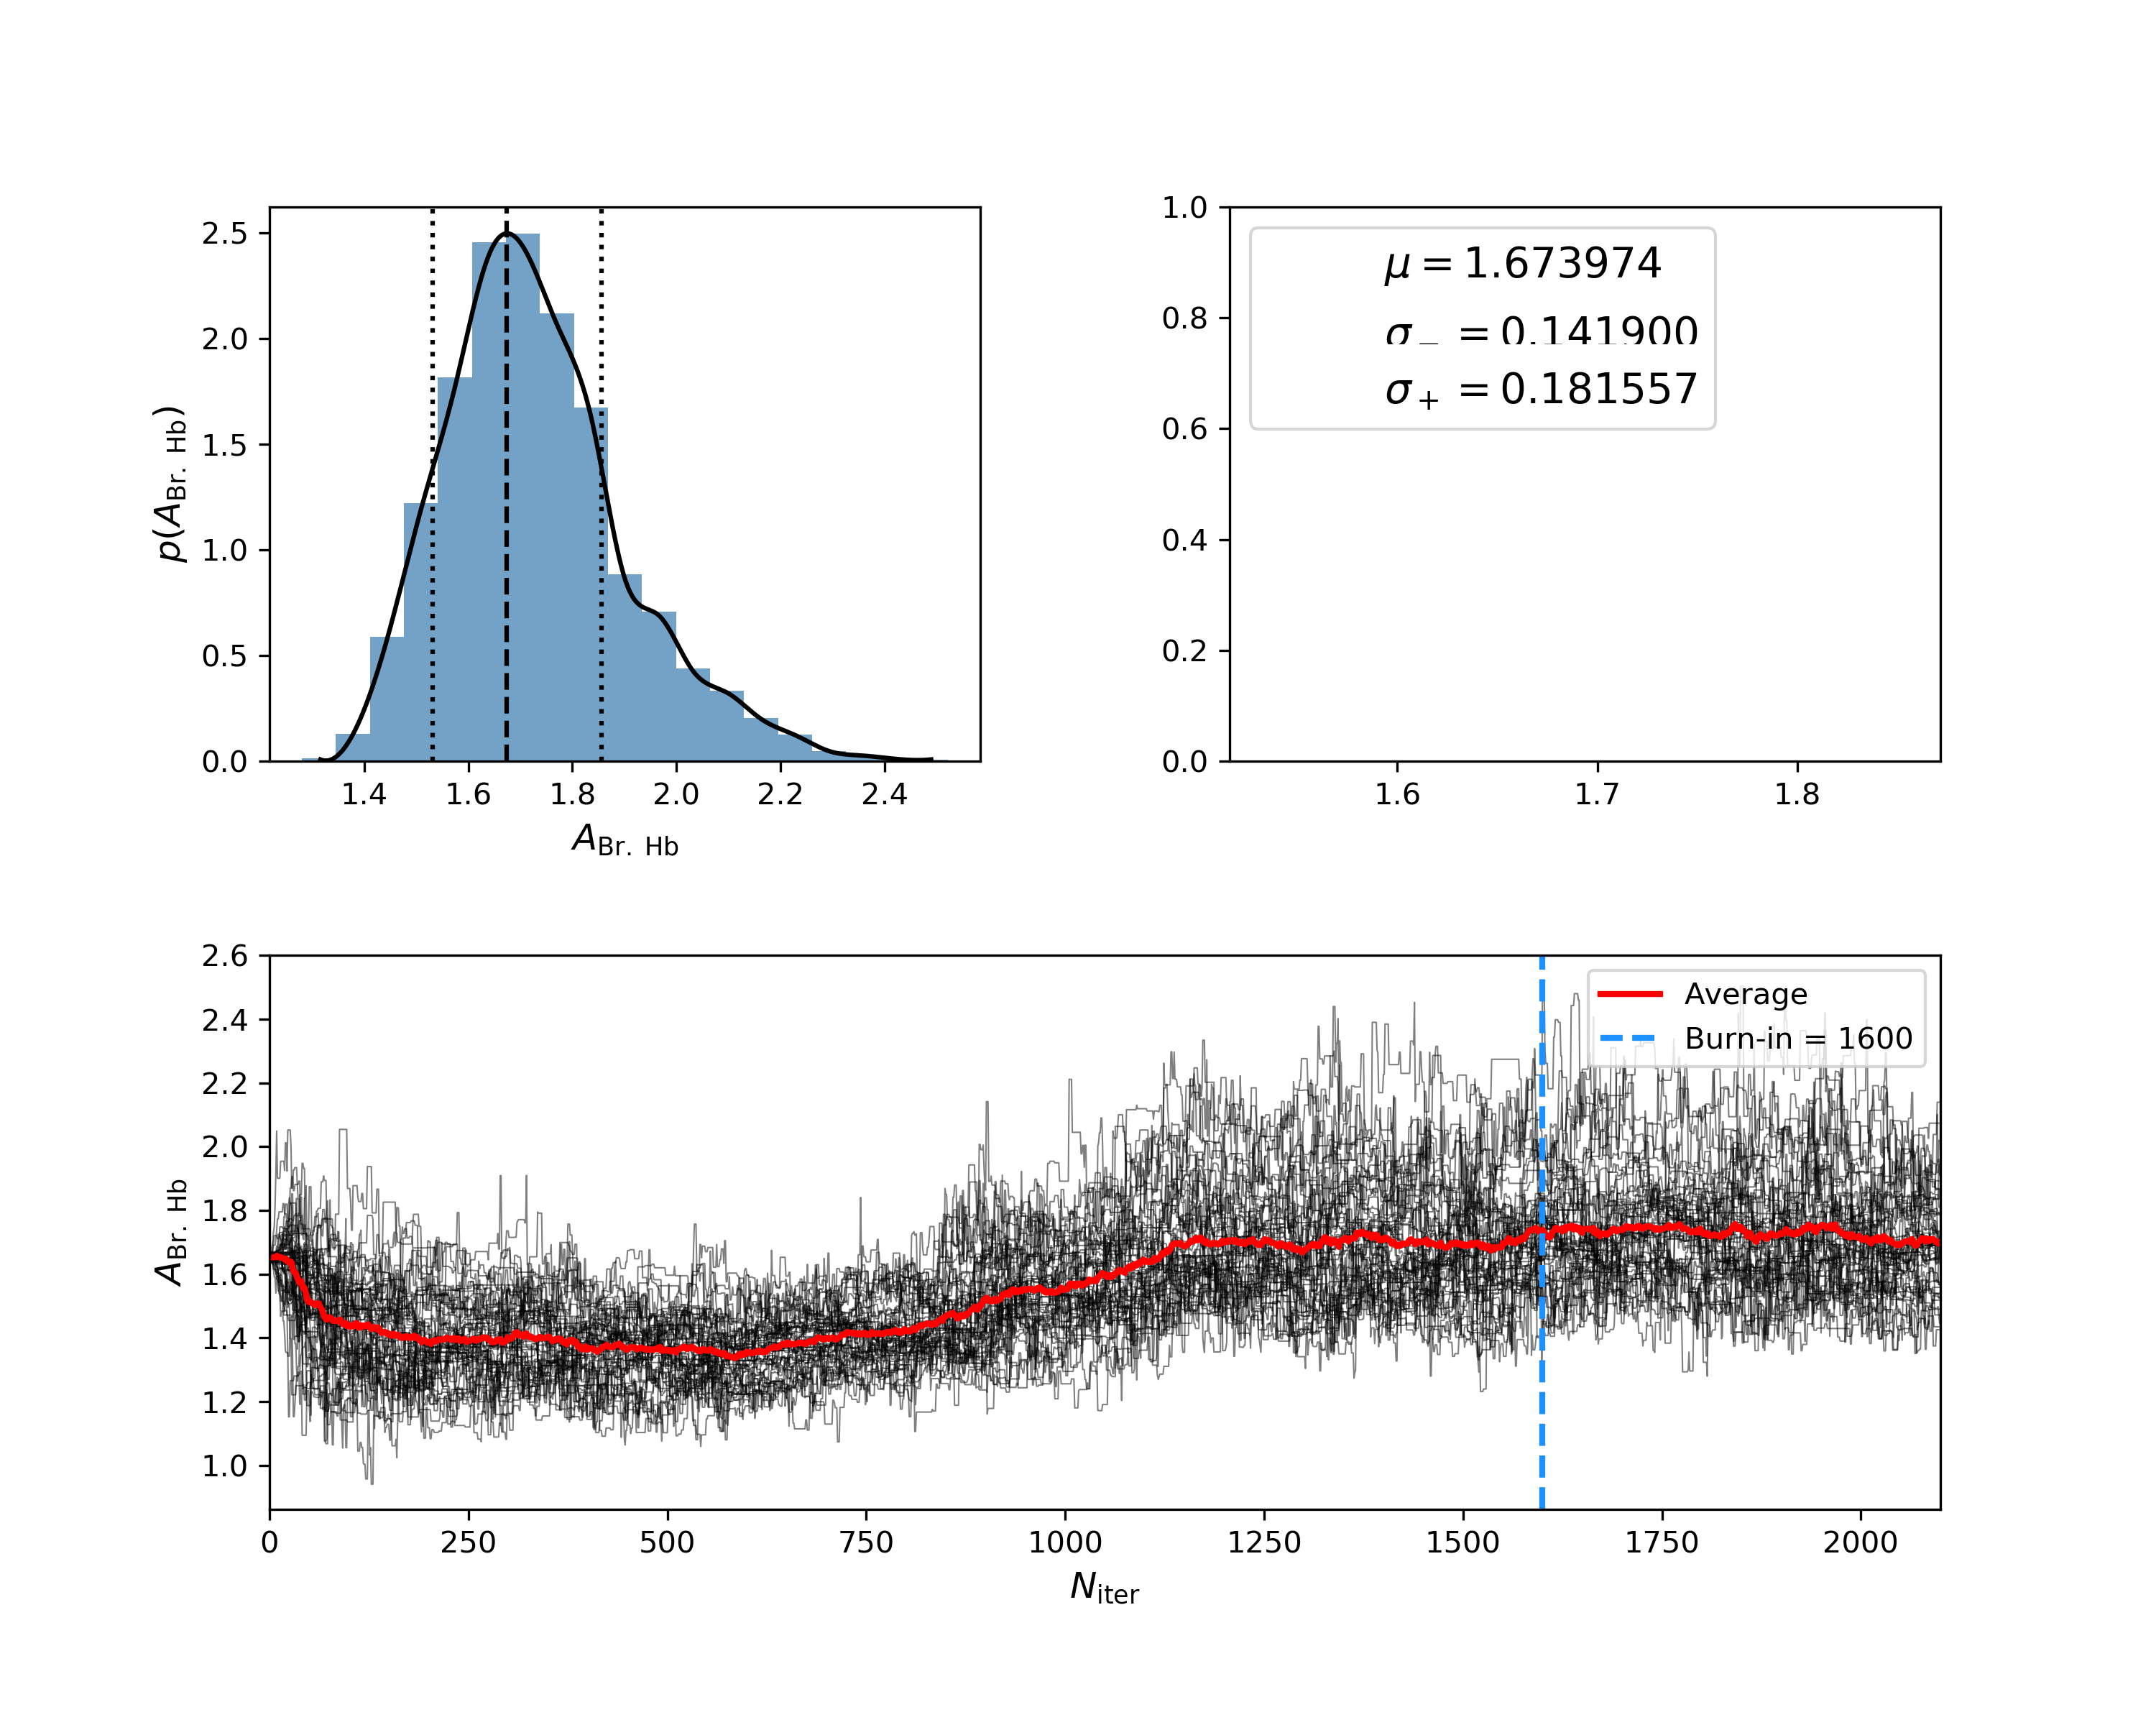 2.5
2.0
1.5
1.0
0.5
0.0
p(A_Br. Hb)
1.4 1.6 1.8 2.0 2.2 2.4
A_Br. Hb
1.0
0.8
0.6
0.4
0.2
0.0
μ = 1.673974
σ_− = 0.141900
σ_+ = 0.181557
1.6 1.7 1.8
2.6
2.4
2.2
2.0
1.8
1.6
1.4
1.2
1.0
A_Br. Hb
Average
Burn-in = 1600
0 250 500 750 1000 1250 1500 1750 2000
N_iter